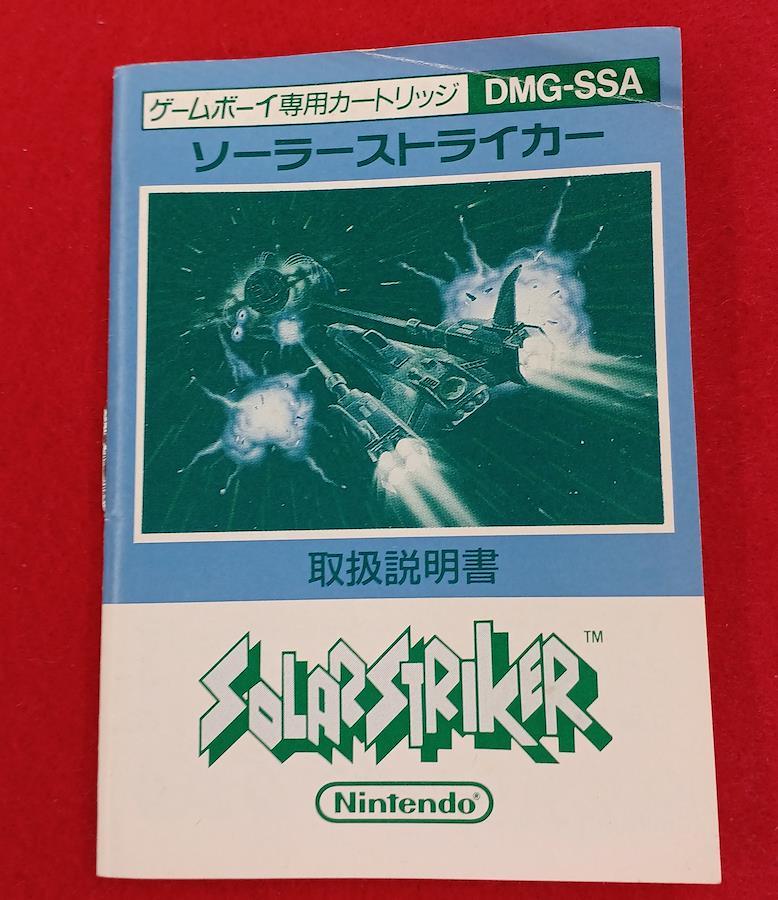 ゲームボーイ専用カートリッジ DMG-SSA
ソーラーストライカー
取扱説明書
SOLARSTRIKER™
Nintendo®